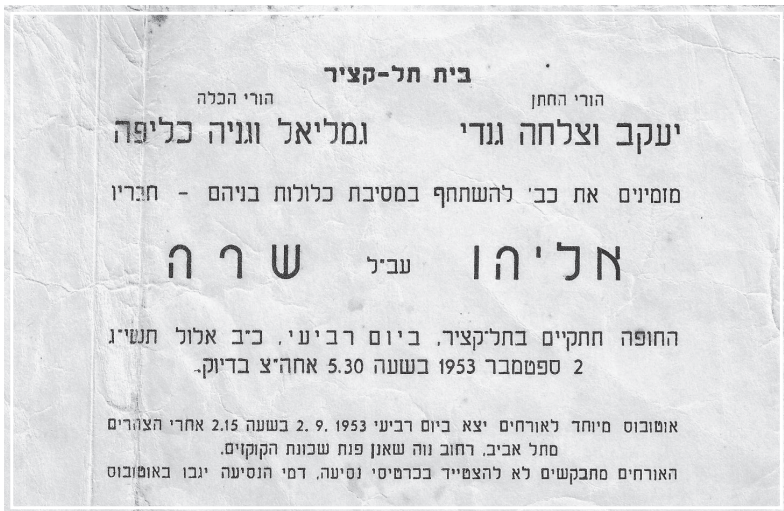 בית תל-קציר
הורי החתן הורי הכלה
יעקב וצלחה גנדי גמליאל ווגניה כליפה
מזמינים את כב' להשתתף במסיבת כלולות בניהם - חבריו
אליהו עב"ל שרה
החופה תתקיים בתל-קציר, ביום רביעי, כ"ב אלול תשי"ג
2 ספטמבר 1953 בשעה 5.30 אחה"צ בדיוק.
אוטובוס מיוחד לאורחים יצא ביום רביעי 2.9.1953 בשעה 2.15 אחרי הצהרים
מתל אביב, רחוב נוה שאנן פנת שכונת הקוקוזים.
האורחים מתבקשים לא להצטייד בכרטיסי נסיעה, דמי הנסיעה יגבו באוטובוס